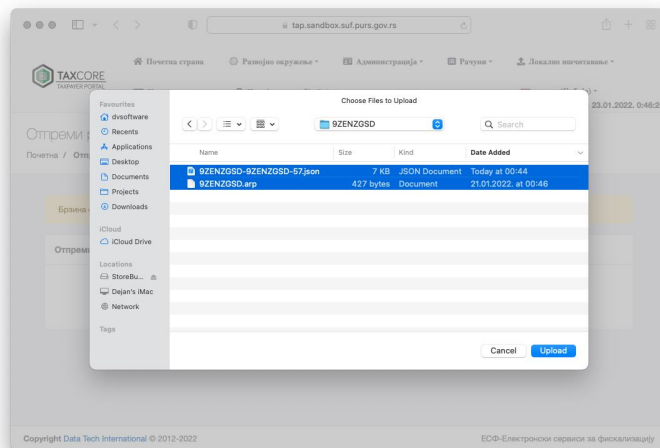 tap.sandbox.suf.purs.gov.rs
TAXCORE
TAXPAYER PORTAL
Почетна страна
Развојно окружење
Администрација
Рачуни
Локално ишчитавање
23.01.2022. 0:46:2
Отпреми
Почетна /
Брзина
Отпреми
Choose Files to Upload
Favourites
dvsoftware
Recents
Applications
Desktop
Documents
Projects
Downloads
iCloud
iCloud Drive
Locations
StoreBu...
Dejan's iMac
Network
Tags
9ZENZGSD
Search
Name Size Kind Date Added
9ZENZGSD-9ZENZGSD-57.json 7 KB JSON Document Today at 00:44
9ZENZGSD.arp 427 bytes Document 21.01.2022. at 00:46
Cancel Upload
Copyright Data Tech International © 2012-2022
ЕСФ-Електронски сервиси за фискализацију